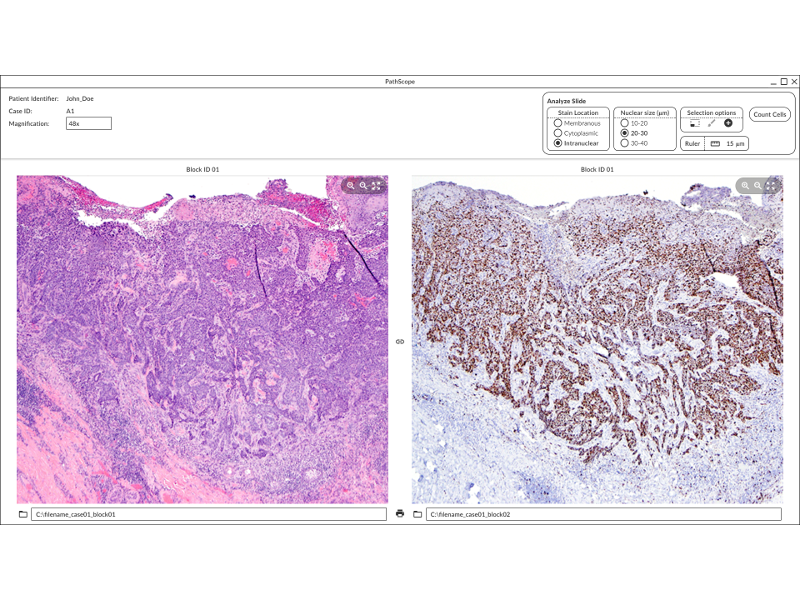 PathScope
Patient Identifier: John_Doe
Case ID: A1
Magnification: 48x
Analyze Slide
Stain Location
Membranous
Cytoplasmic
Intranuclear
Nuclear size (µm)
10-20
20-30
30-40
Selection options
Ruler 15 µm
Count Cells
Block ID 01
Block ID 01
C:\filename_case01_block01
C:\filename_case01_block02